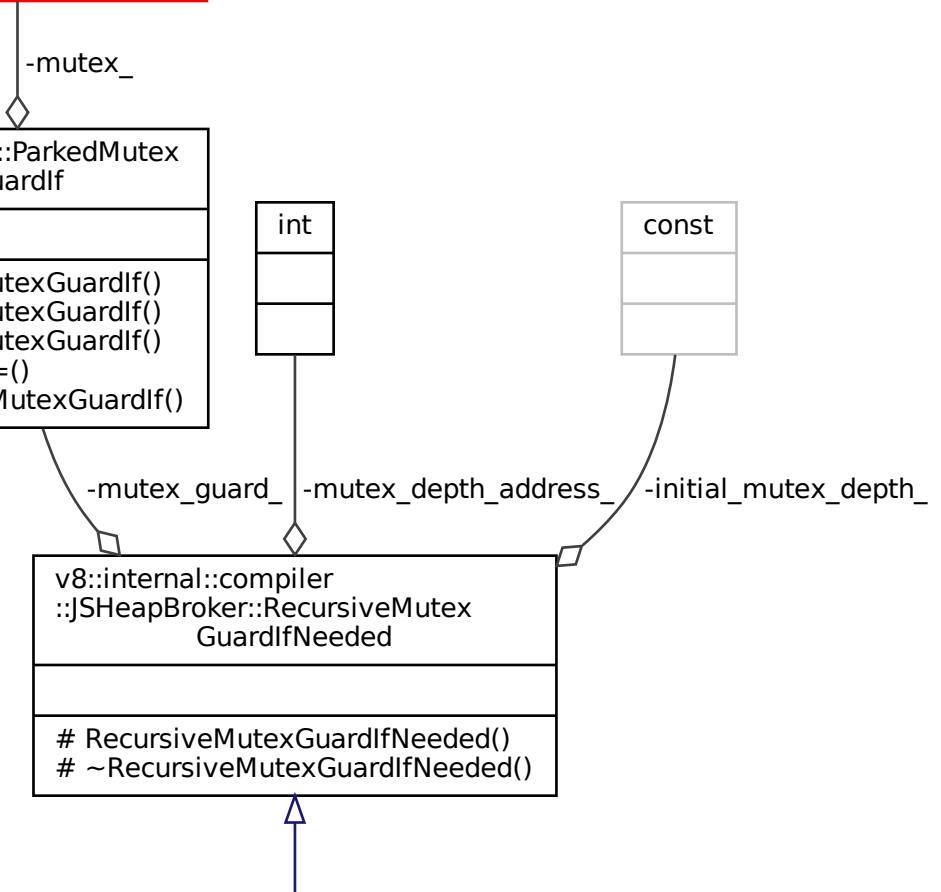 -mutex_
::ParkedMutex
uardIf
int
const
utexGuardIf()
utexGuardIf()
utexGuardIf()
=()
MutexGuardIf()
-mutex_guard_
-mutex_depth_address_
-initial_mutex_depth_
v8::internal::compiler
::JSHeapBroker::RecursiveMutex
GuardIfNeeded
# RecursiveMutexGuardIfNeeded()
# ~RecursiveMutexGuardIfNeeded()